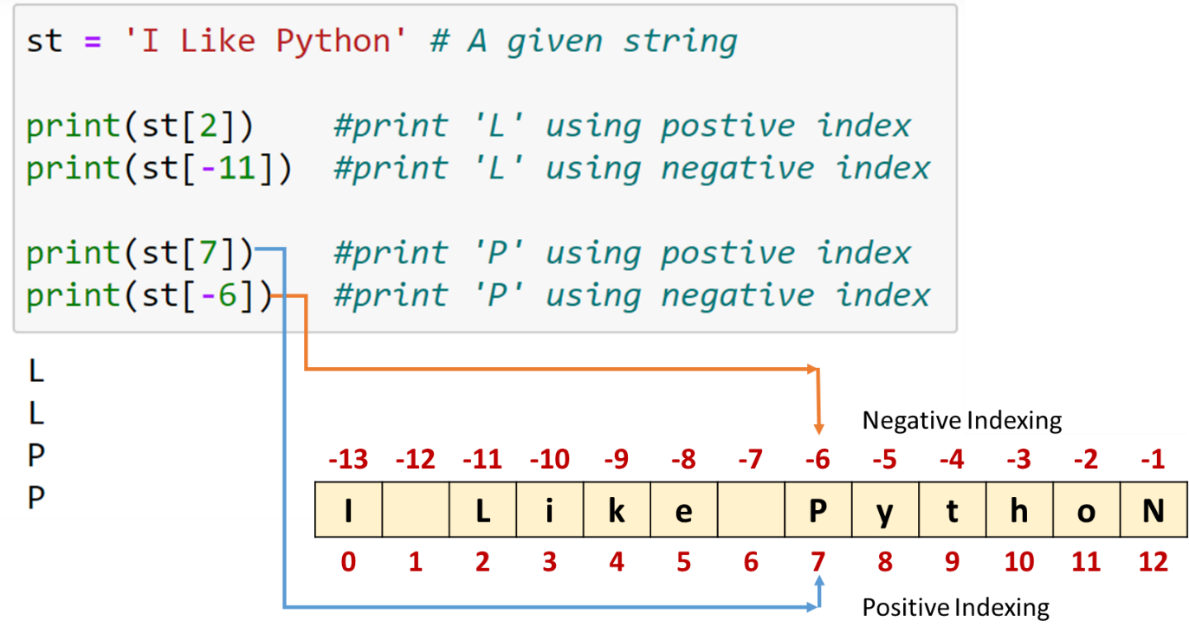 st = 'I Like Python' # A given string
print(st[2]) #print 'L' using postive index
print(st[-11]) #print 'L' using negative index
print(st[7]) #print 'P' using postive index
print(st[-6]) #print 'P' using negative index
L
L
P
P
Negative Indexing
-13 -12 -11 -10 -9 -8 -7 -6 -5 -4 -3 -2 -1
I L i k e P y t h o N
0 1 2 3 4 5 6 7 8 9 10 11 12
Positive Indexing